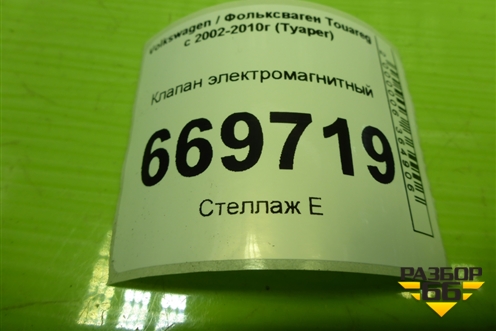 Volkswagen / Фольксваген Touareg
с 2002-2010г (Туарег)
Клапан электромагнитный
669719
Стеллаж Е
РАЗБОР
66